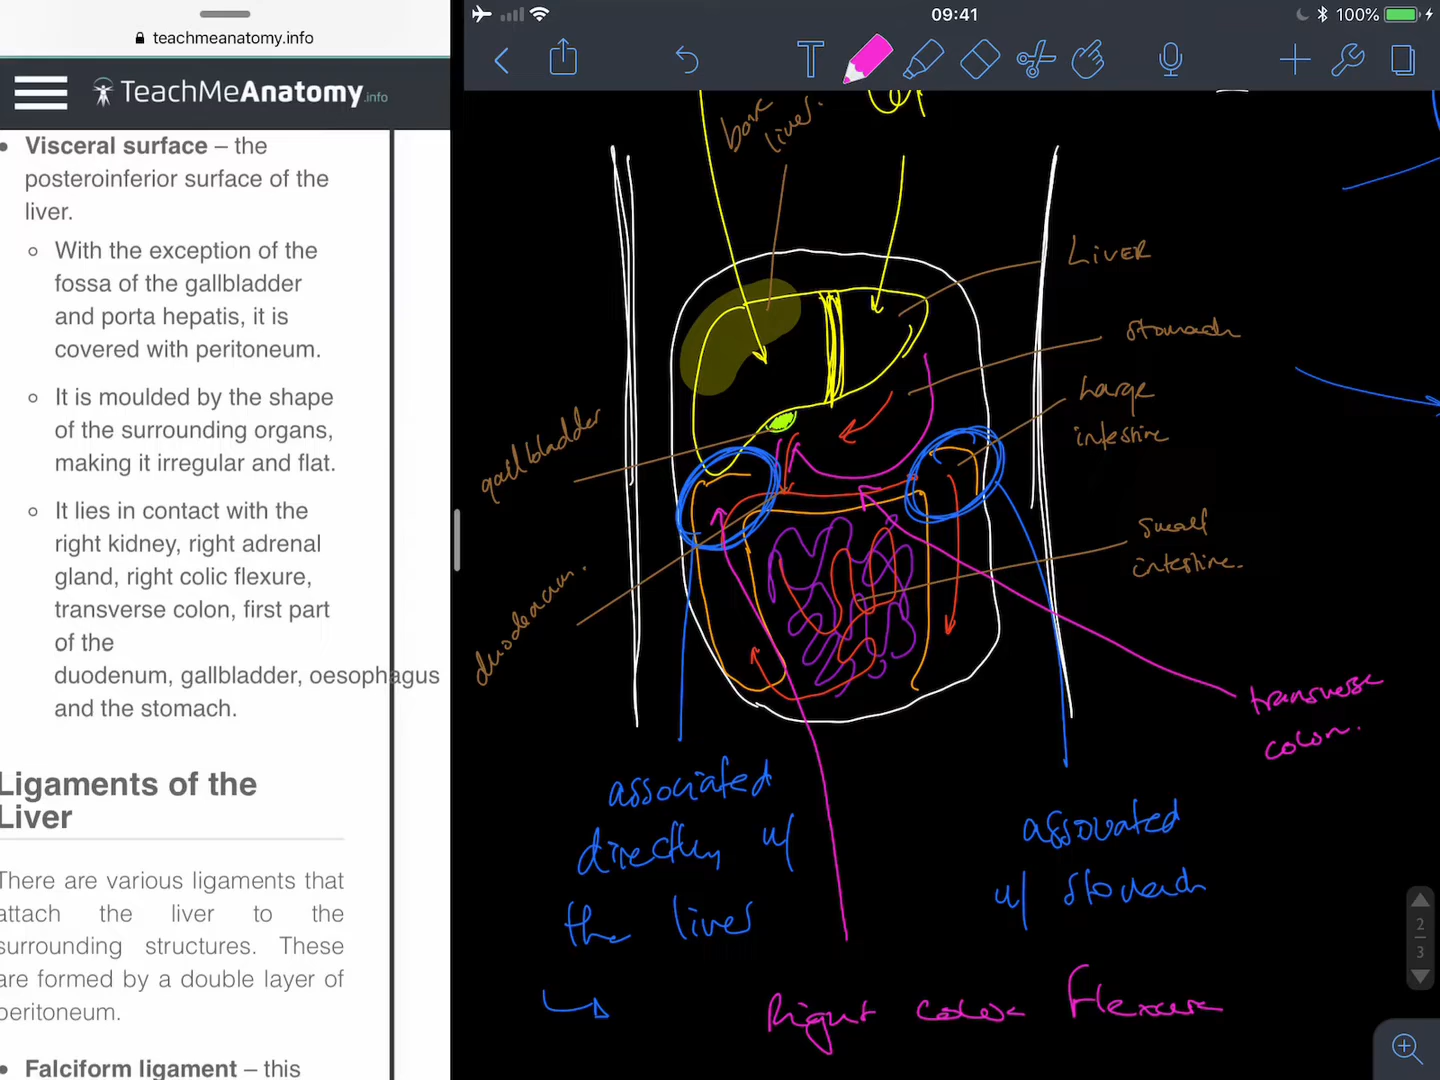 teachmeanatomy.info
TeachMeAnatomy.info
Visceral surface – the
posteroinferior surface of the
liver.
With the exception of the
fossa of the gallbladder
and porta hepatis, it is
covered with peritoneum.
It is moulded by the shape
of the surrounding organs,
making it irregular and flat.
It lies in contact with the
right kidney, right adrenal
gland, right colic flexure,
transverse colon, first part
of the
duodenum, gallbladder, oesophagus
and the stomach.
Ligaments of the
Liver
There are various ligaments that
attach the liver to the
surrounding structures. These
are formed by a double layer of
peritoneum.
Falciform ligament – this
09:41
100%
T
liver.
LIVER
stomach
Large
intestine
gallbladder
small
intestine.
duodenum.
transverse
colon.
associated
directly w/
the liver
associated
w/ stomach
Right colic Flexure
2
3